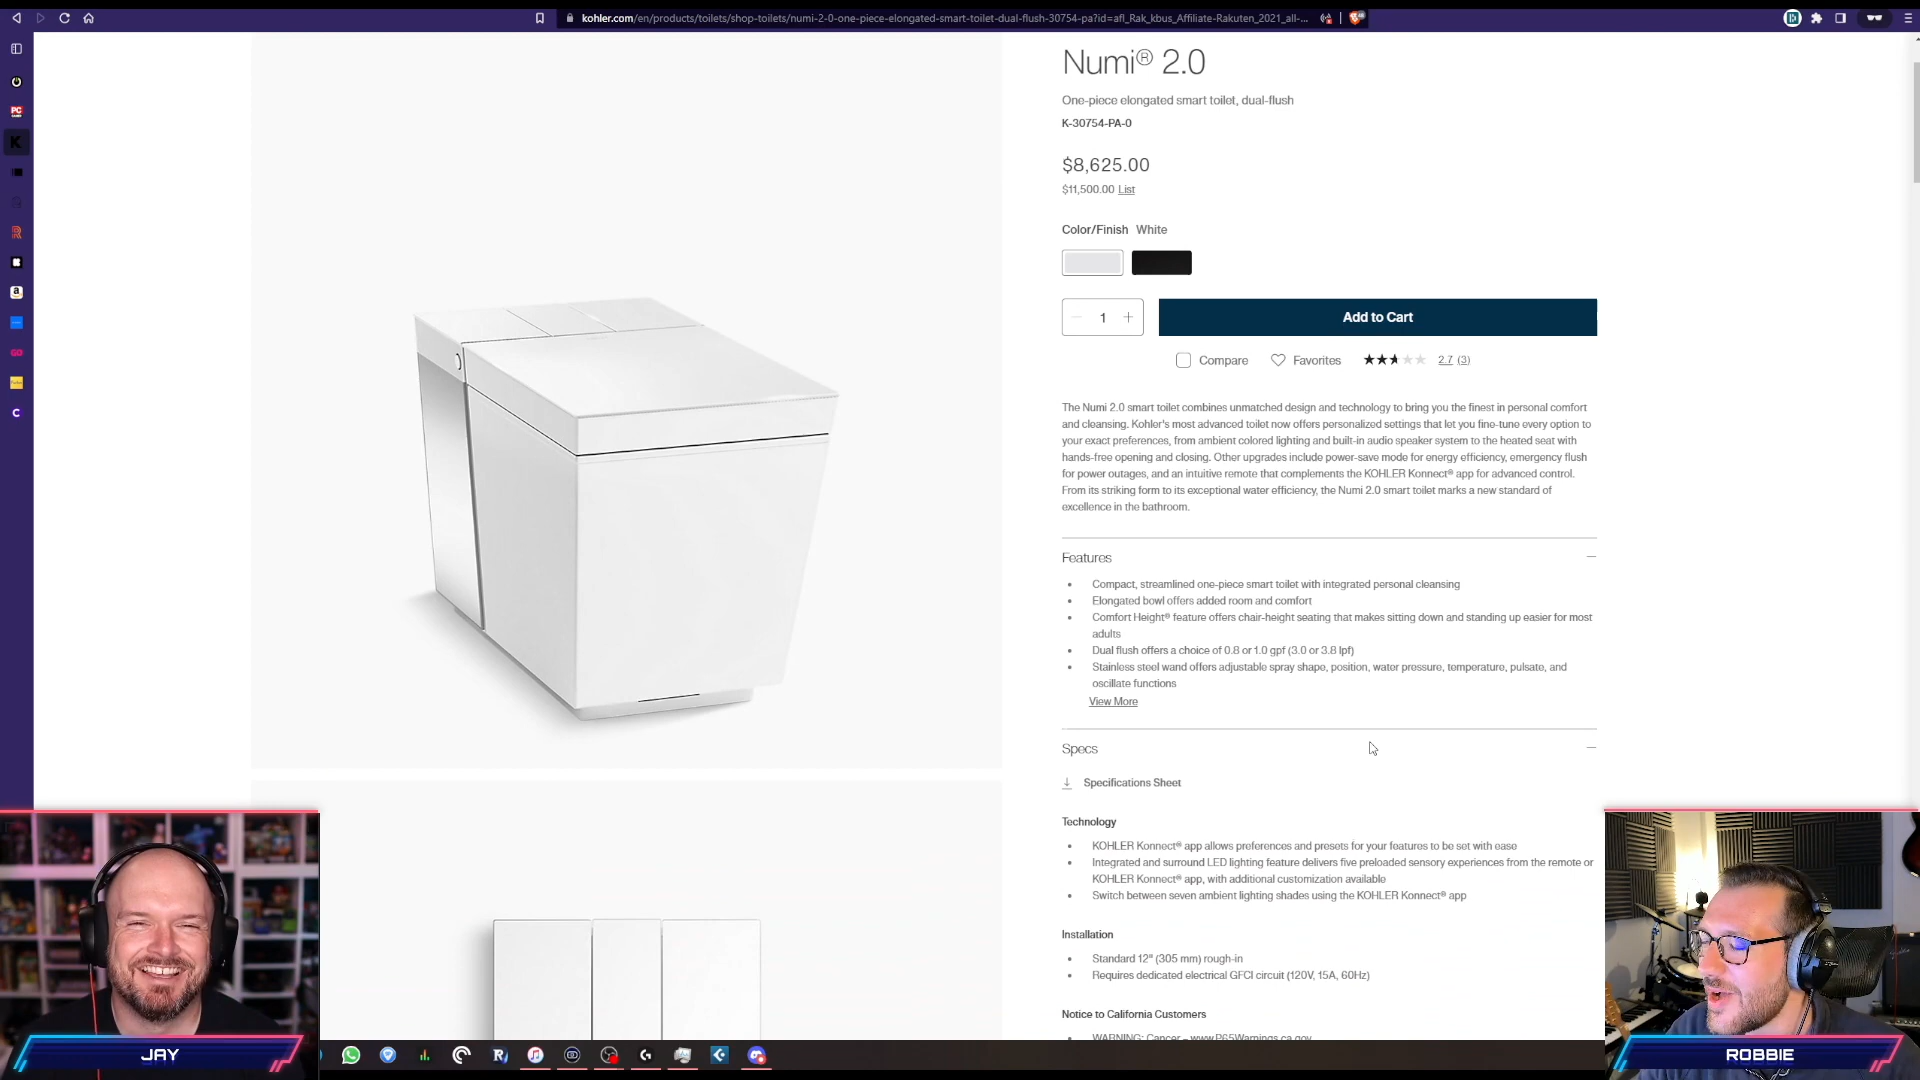 kohler.com/en/products/toilets/shop-toilets/numi-2-0-one-piece-elongated-smart-toilet-dual-flush-30754-pa?id=afl_Rak_kbus_Affiliate-Rakuten_2021_all-...
Numi® 2.0
One-piece elongated smart toilet, dual-flush
K-30754-PA-0
$8,625.00
$11,500.00 List
Color/Finish White
1
Add to Cart
Compare Favorites 2.7 (3)
The Numi 2.0 smart toilet combines unmatched design and technology to bring you the finest in personal comfort
and cleansing. Kohler's most advanced toilet now offers personalized settings that let you fine-tune every option to
your exact preferences, from ambient colored lighting and built-in audio speaker system to the heated seat with
hands-free opening and closing. Other upgrades include power-save mode for energy efficiency, emergency flush
for power outages, and an intuitive remote that complements the KOHLER Konnect® app for advanced control.
From its striking form to its exceptional water efficiency, the Numi 2.0 smart toilet marks a new standard of
excellence in the bathroom.
Features
Compact, streamlined one-piece smart toilet with integrated personal cleansing
Elongated bowl offers added room and comfort
Comfort Height® feature offers chair-height seating that makes sitting down and standing up easier for most
adults
Dual flush offers a choice of 0.8 or 1.0 gpf (3.0 or 3.8 lpf)
Stainless steel wand offers adjustable spray shape, position, water pressure, temperature, pulsate, and
oscillate functions
View More
Specs
Specifications Sheet
Technology
KOHLER Konnect® app allows preferences and presets for your features to be set with ease
Integrated and surround LED lighting feature delivers five preloaded sensory experiences from the remote or
KOHLER Konnect® app, with additional customization available
Switch between seven ambient lighting shades using the KOHLER Konnect® app
Installation
Standard 12" (305 mm) rough-in
Requires dedicated electrical GFCI circuit (120V, 15A, 60Hz)
Notice to California Customers
WARNING: Cancer - www.P65Warnings.ca.gov
JAY
ROBBIE